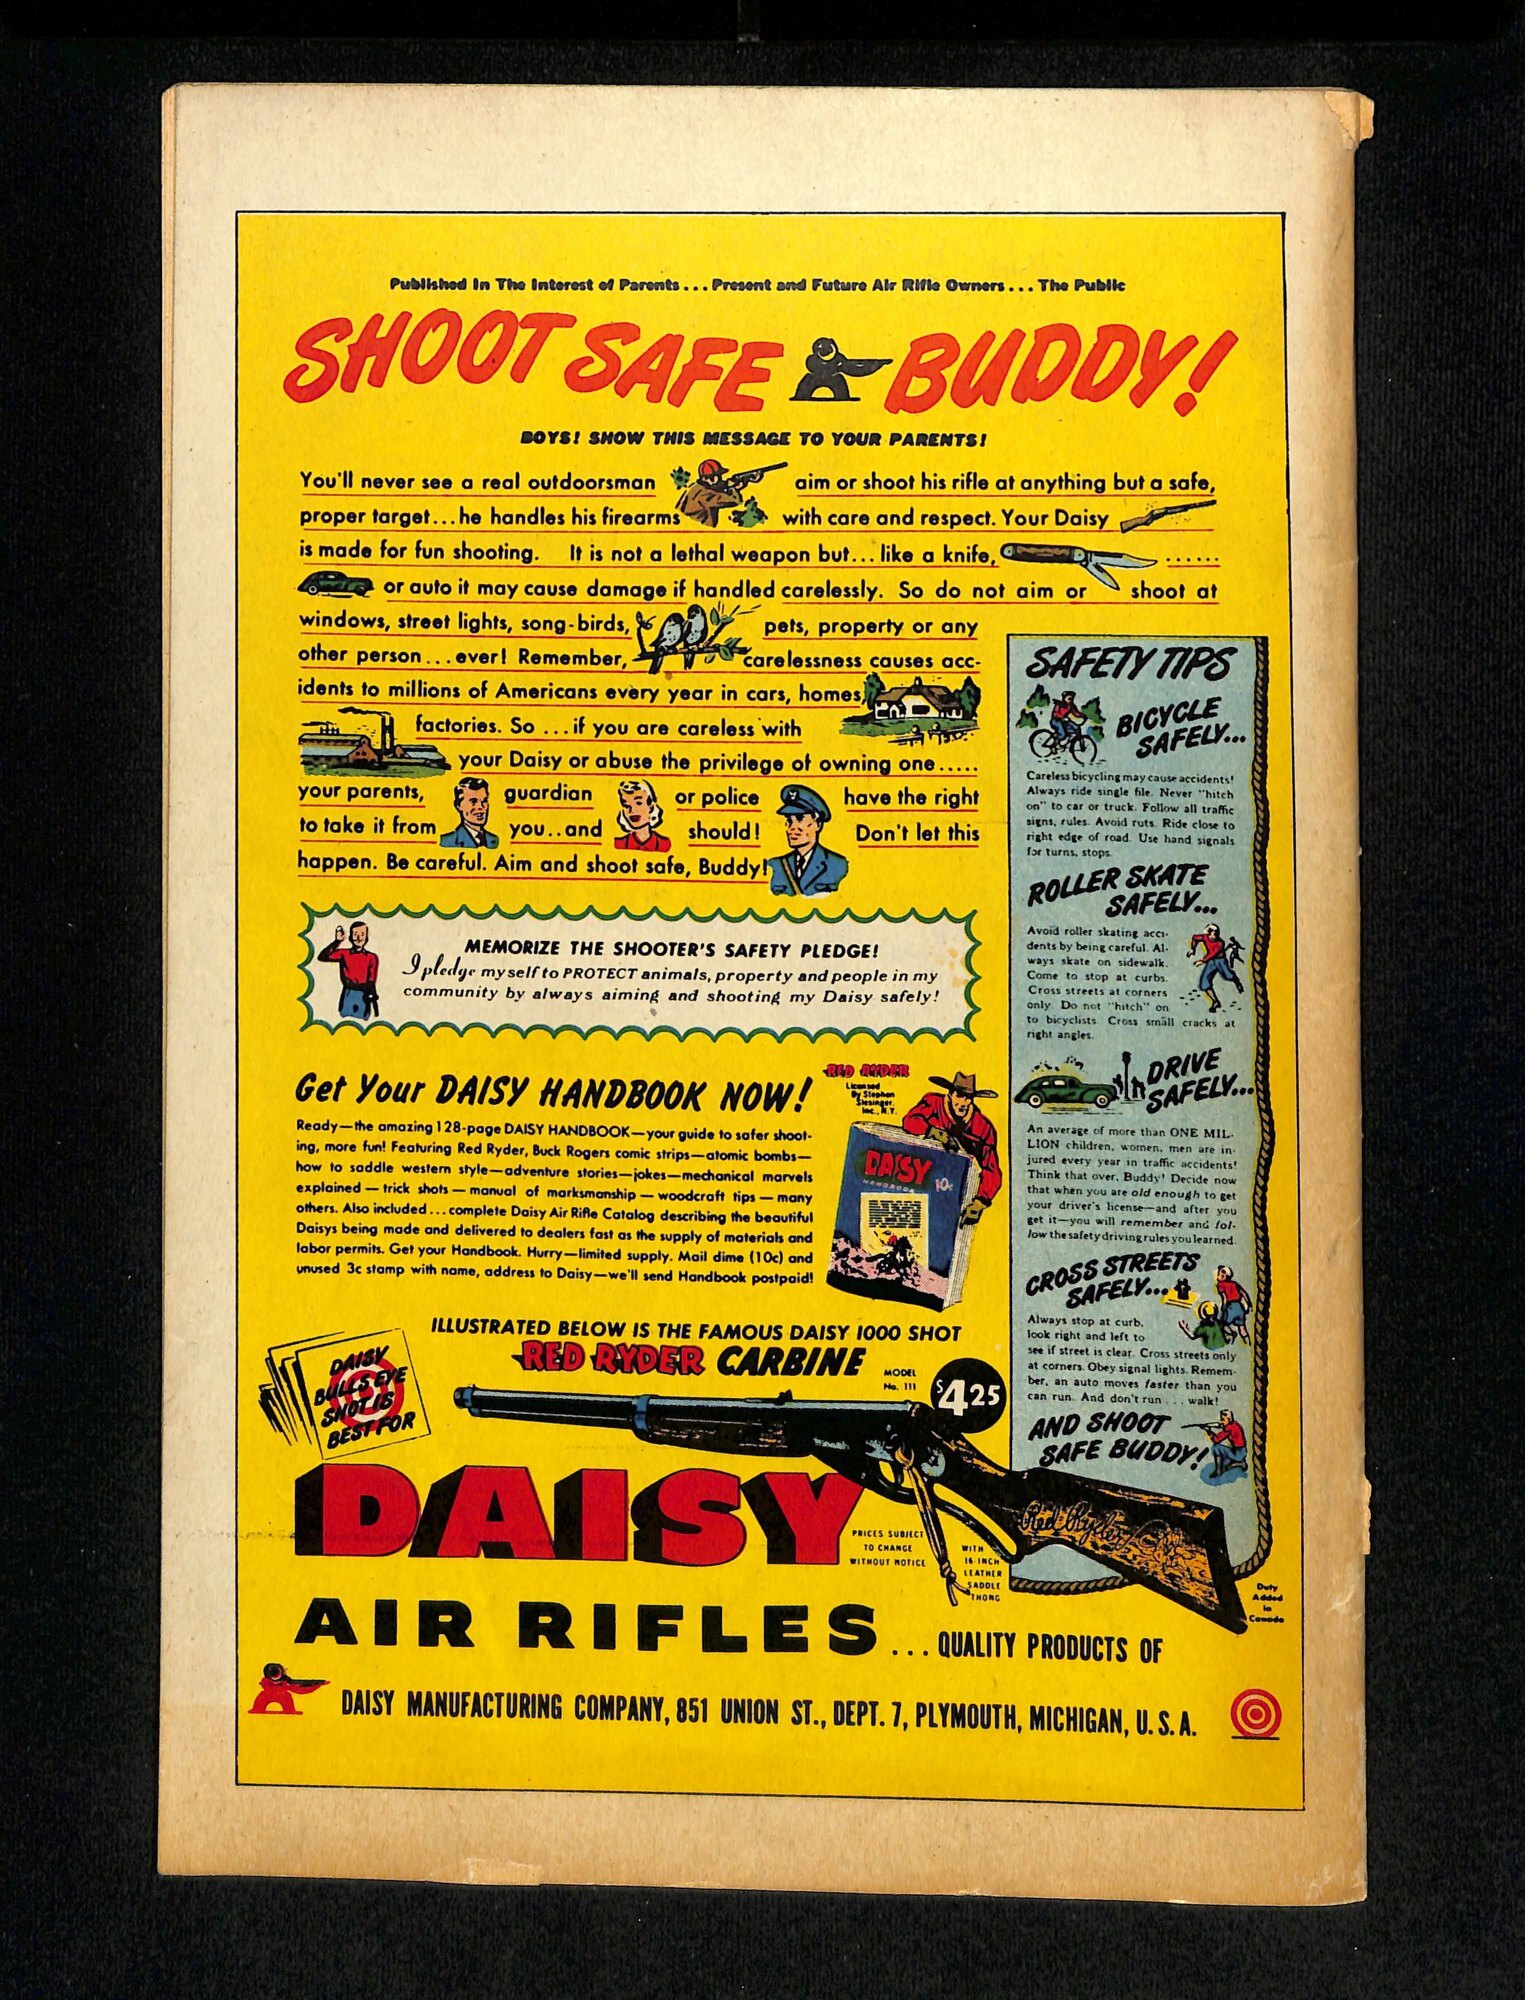 Published In The Interest of Parents . . . Present and Future Air Rifle Owners . . . The Public
SHOOT SAFE BUDDY!
BOYS! SHOW THIS MESSAGE TO YOUR PARENTS!
You'll never see a real outdoorsman aim or shoot his rifle at anything but a safe,
proper target...he handles his firearms with care and respect. Your Daisy
is made for fun shooting. It is not a lethal weapon but... like a knife, ......
or auto it may cause damage if handled carelessly. So do not aim or shoot at
windows, street lights, song-birds, pets, property or any
other person...ever! Remember, carelessness causes acc-
idents to millions of Americans every year in cars, homes,
factories. So ...if you are careless with
your Daisy or abuse the privilege of owning one.....
your parents, guardian or police have the right
to take it from you..and should! Don't let this
happen. Be careful. Aim and shoot safe, Buddy!
MEMORIZE THE SHOOTER'S SAFETY PLEDGE!
I pledge myself to PROTECT animals, property and people in my
community by always aiming and shooting my Daisy safely!
Get Your DAISY HANDBOOK NOW!
Ready—the amazing 128-page DAISY HANDBOOK—your guide to safer shoot-
ing, more fun! Featuring Red Ryder, Buck Rogers comic strips—atomic bombs—
how to saddle western style—adventure stories—jokes—mechanical marvels
explained — trick shots — manual of marksmanship — woodcraft tips — many
others. Also included...complete Daisy Air Rifle Catalog describing the beautiful
Daisys being made and delivered to dealers fast as the supply of materials and
labor permits. Get your Handbook. Hurry—limited supply. Mail dime (10c) and
unused 3c stamp with name, address to Daisy—we'll send Handbook postpaid!
RED RYDER
Licensed
By Stephen
Slesinger,
Inc., N.Y.
DAISY
HANDBOOK
10¢
SAFETY TIPS
BICYCLE
SAFELY...
Careless bicycling may cause accidents!
Always ride single file. Never "hitch
on" to car or truck. Follow all traffic
signs, rules. Avoid ruts. Ride close to
right edge of road. Use hand signals
for turns, stops.
ROLLER SKATE
SAFELY...
Avoid roller skating acci-
dents by being careful. Al-
ways skate on sidewalk.
Come to stop at curbs.
Cross streets at corners
only. Do not "hitch" on
to bicyclists. Cross small cracks at
right angles.
DRIVE
SAFELY...
An average of more than ONE MIL-
LION children, women, men are in-
jured every year in traffic accidents!
Think that over, Buddy! Decide now
that when you are old enough to get
your driver's license—and after you
get it—you will remember and fol-
low the safety driving rules you learned.
CROSS STREETS
SAFELY...
Always stop at curb,
look right and left to
see if street is clear. Cross streets only
at corners. Obey signal lights. Remem-
ber, an auto moves faster than you
can run. And don't run . . . walk!
AND SHOOT
SAFE BUDDY!
ILLUSTRATED BELOW IS THE FAMOUS DAISY 1000 SHOT
RED RYDER CARBINE
MODEL
No. 111
$4.25
DAISY
BULLS EYE
SHOT IS
BEST FOR
DAISY
Red Ryder
PRICES SUBJECT
TO CHANGE
WITHOUT NOTICE
WITH
16-INCH
LEATHER
SADDLE
THONG
Duty
Added
in
Canada
AIR RIFLES ... QUALITY PRODUCTS OF
DAISY MANUFACTURING COMPANY, 851 UNION ST., DEPT. 7, PLYMOUTH, MICHIGAN, U.S.A.